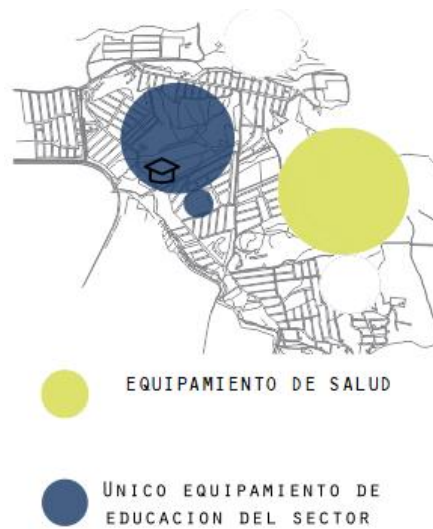 EQUIPAMIENTO DE SALUD
UNICO EQUIPAMIENTO DE
EDUCACION DEL SECTOR